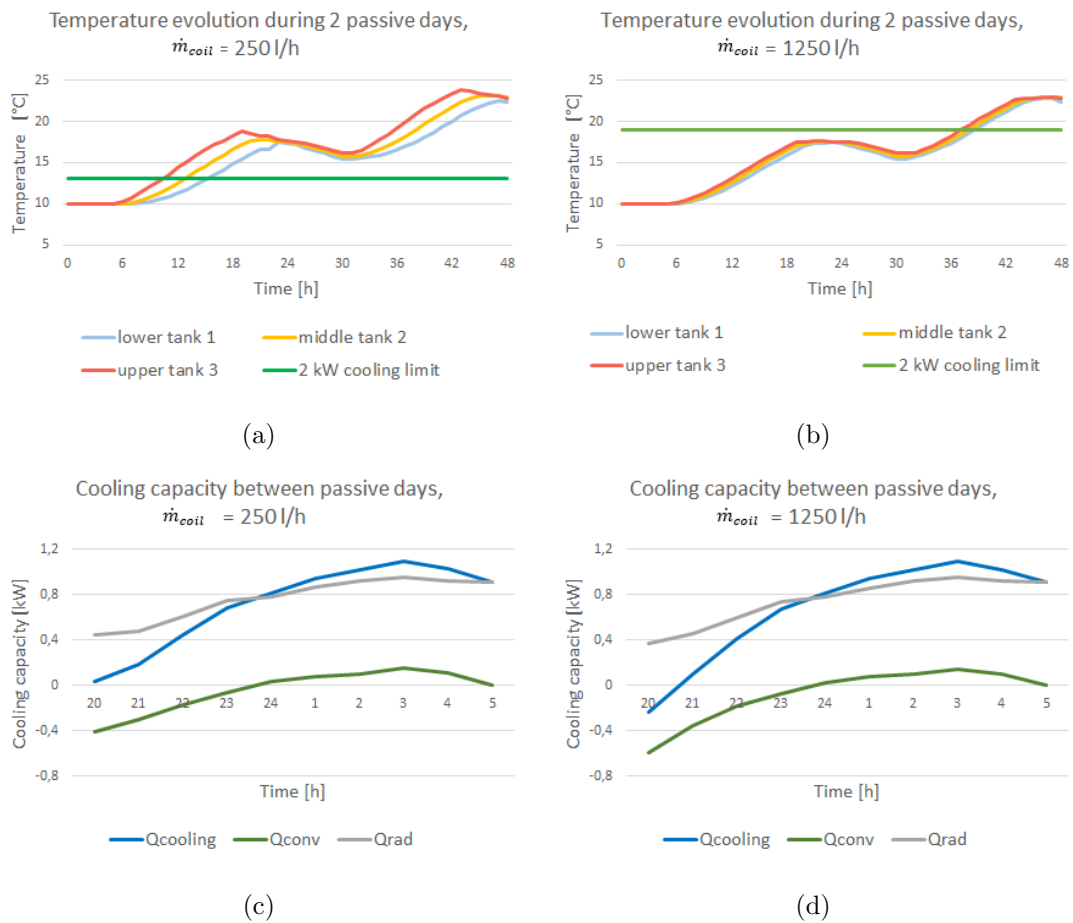 Temperature evolution during 2 passive days,
ṁcoil = 250 l/h
Temperature [°C]
25
20
15
10
5
0 6 12 18 24 30 36 42 48
Time [h]
lower tank 1 middle tank 2
upper tank 3 2 kW cooling limit
(a)
Temperature evolution during 2 passive days,
ṁcoil = 1250 l/h
Temperature [°C]
25
20
15
10
5
0 6 12 18 24 30 36 42 48
Time [h]
lower tank 1 middle tank 2
upper tank 3 2 kW cooling limit
(b)
Cooling capacity between passive days,
ṁcoil = 250 l/h
Cooling capacity [kW]
1,2
0,8
0,4
0
-0,4
-0,8
20 21 22 23 24 1 2 3 4 5
Time [h]
Qcooling Qconv Qrad
(c)
Cooling capacity between passive days,
ṁcoil = 1250 l/h
Cooling capacity [kW]
1,2
0,8
0,4
0
-0,4
-0,8
20 21 22 23 24 1 2 3 4 5
Time [h]
Qcooling Qconv Qrad
(d)